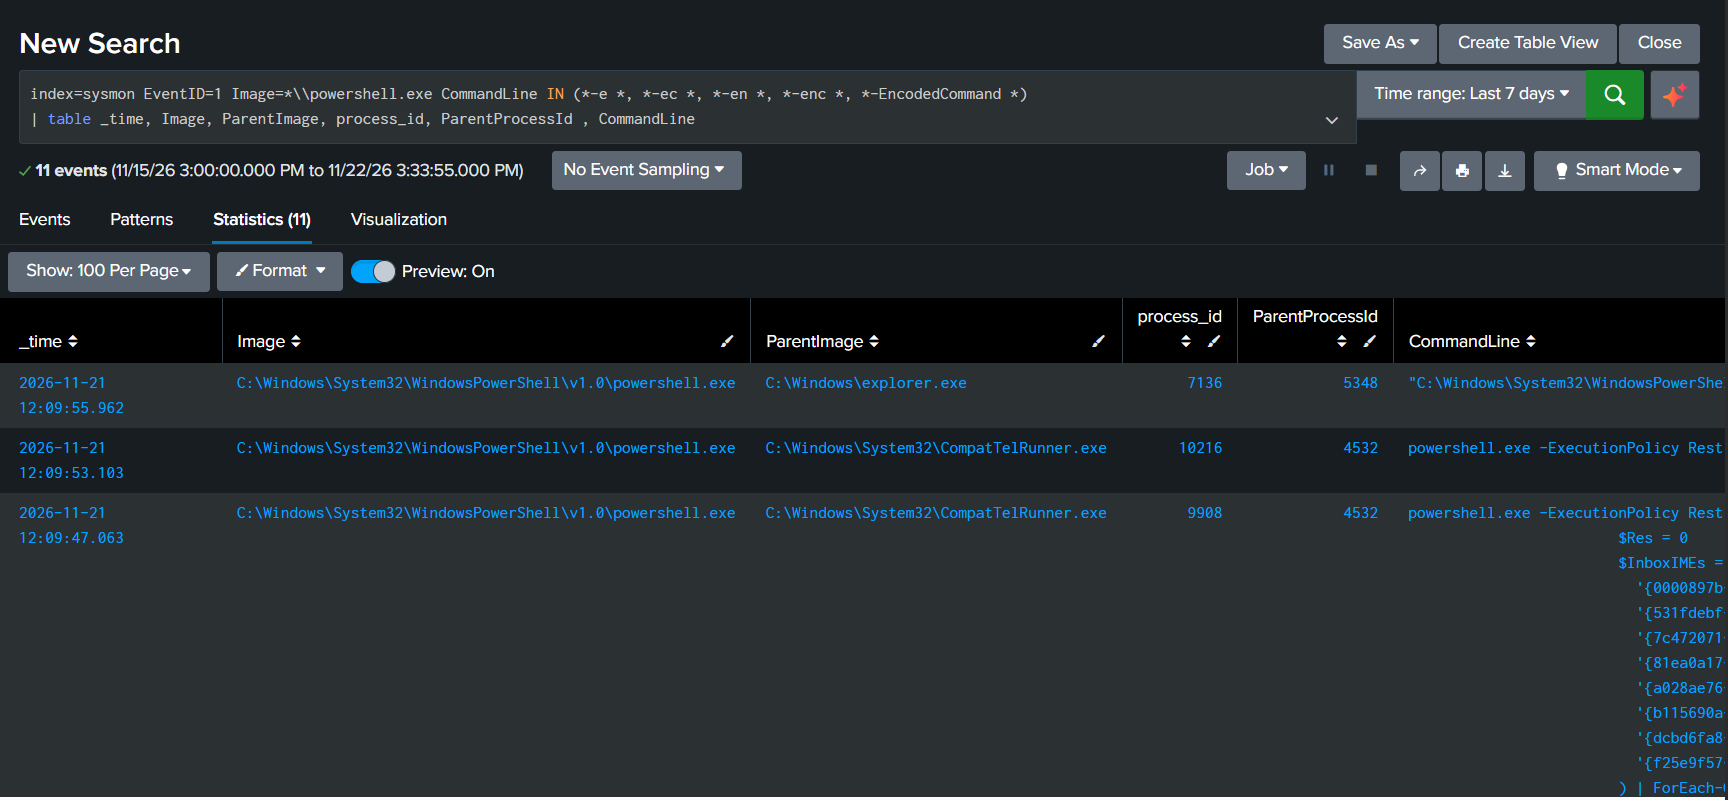 New Search
Save As
Create Table View
Close
index=sysmon EventID=1 Image=*\\powershell.exe CommandLine IN (*-e *, *-ec *, *-en *, *-enc *, *-EncodedCommand *)
| table _time, Image, ParentImage, process_id, ParentProcessId , CommandLine
Time range: Last 7 days
11 events (11/15/26 3:00:00.000 PM to 11/22/26 3:33:55.000 PM)
No Event Sampling
Job
Smart Mode
Events
Patterns
Statistics (11)
Visualization
Show: 100 Per Page
Format
Preview: On
_time
Image
ParentImage
process_id
ParentProcessId
CommandLine
2026-11-21
12:09:55.962
C:\Windows\System32\WindowsPowerShell\v1.0\powershell.exe
C:\Windows\explorer.exe
7136
5348
"C:\Windows\System32\WindowsPowerShe
2026-11-21
12:09:53.103
C:\Windows\System32\WindowsPowerShell\v1.0\powershell.exe
C:\Windows\System32\CompatTelRunner.exe
10216
4532
powershell.exe -ExecutionPolicy Rest
2026-11-21
12:09:47.063
C:\Windows\System32\WindowsPowerShell\v1.0\powershell.exe
C:\Windows\System32\CompatTelRunner.exe
9908
4532
powershell.exe -ExecutionPolicy Rest
$Res = 0
$InboxIMEs =
'{0000897b
'{531fdebf
'{7c472071
'{81ea0a17
'{a028ae76
'{b115690a
'{dcbd6fa8
'{f25e9f57
) | ForEach-